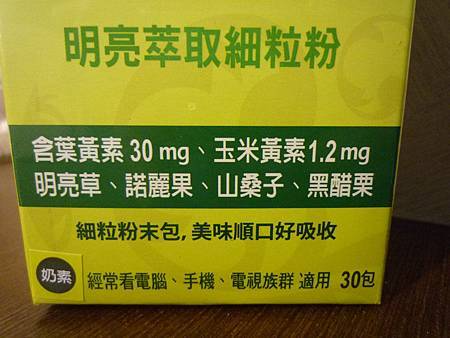 明亮萃取細粒粉
含葉黃素 30 mg、玉米黃素1.2mg
明亮草、諾麗果、山桑子、黑醋栗
細粒粉末包, 美味順口好吸收
奶素 經常看電腦、手機、電視族群 適用 30包